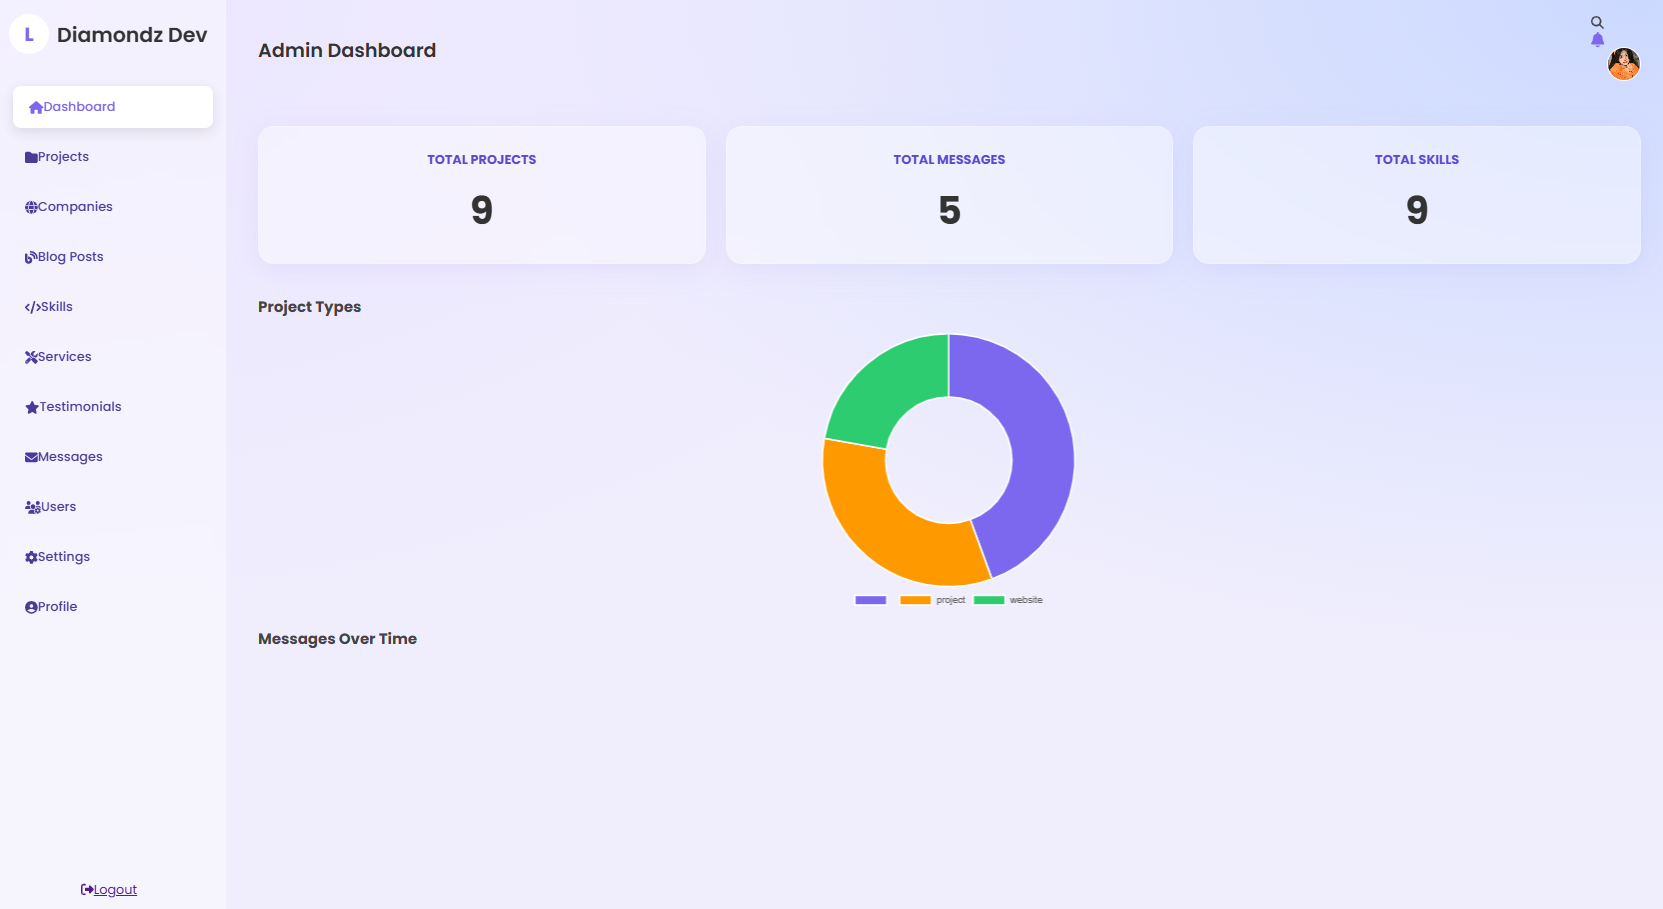 L
Diamondz Dev
Dashboard
Projects
Companies
Blog Posts
Skills
Services
Testimonials
Messages
Users
Settings
Profile
Logout
Admin Dashboard
TOTAL PROJECTS
9
TOTAL MESSAGES
5
TOTAL SKILLS
9
Project Types
project website
Messages Over Time